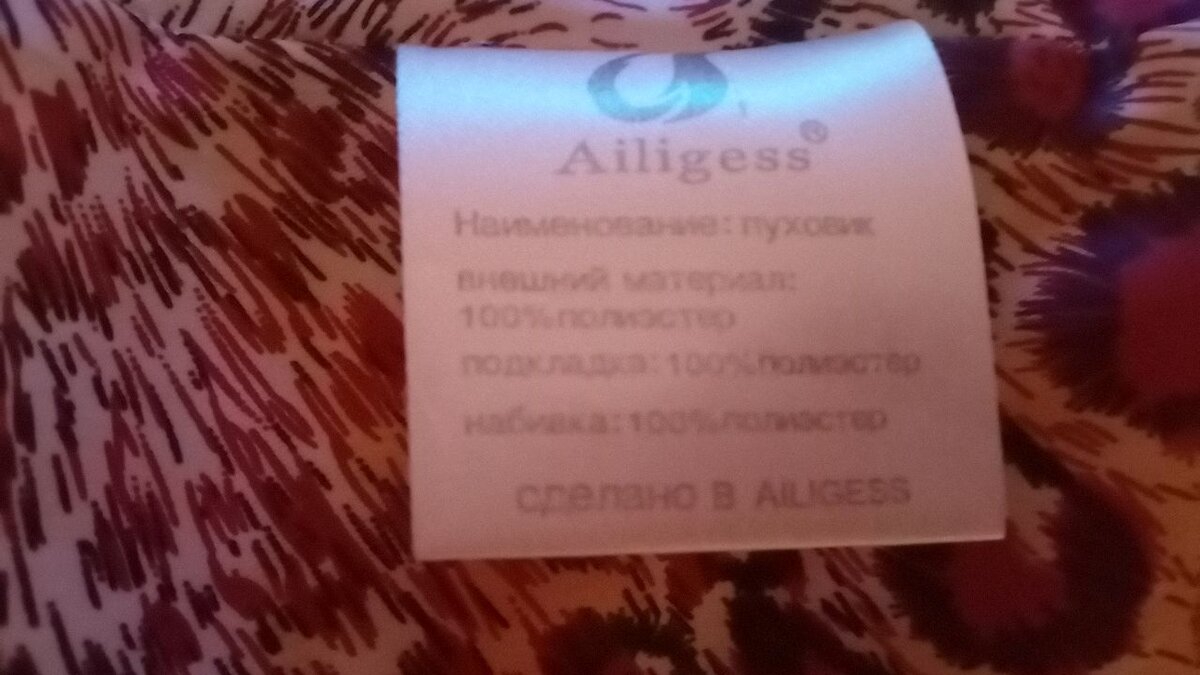 Ailigess®
Наименование: пуховик
внешний материал:
100%полиэстер
подкладка:100%полиэстер
набивка:100%полиэстер
сделано в AILIGESS